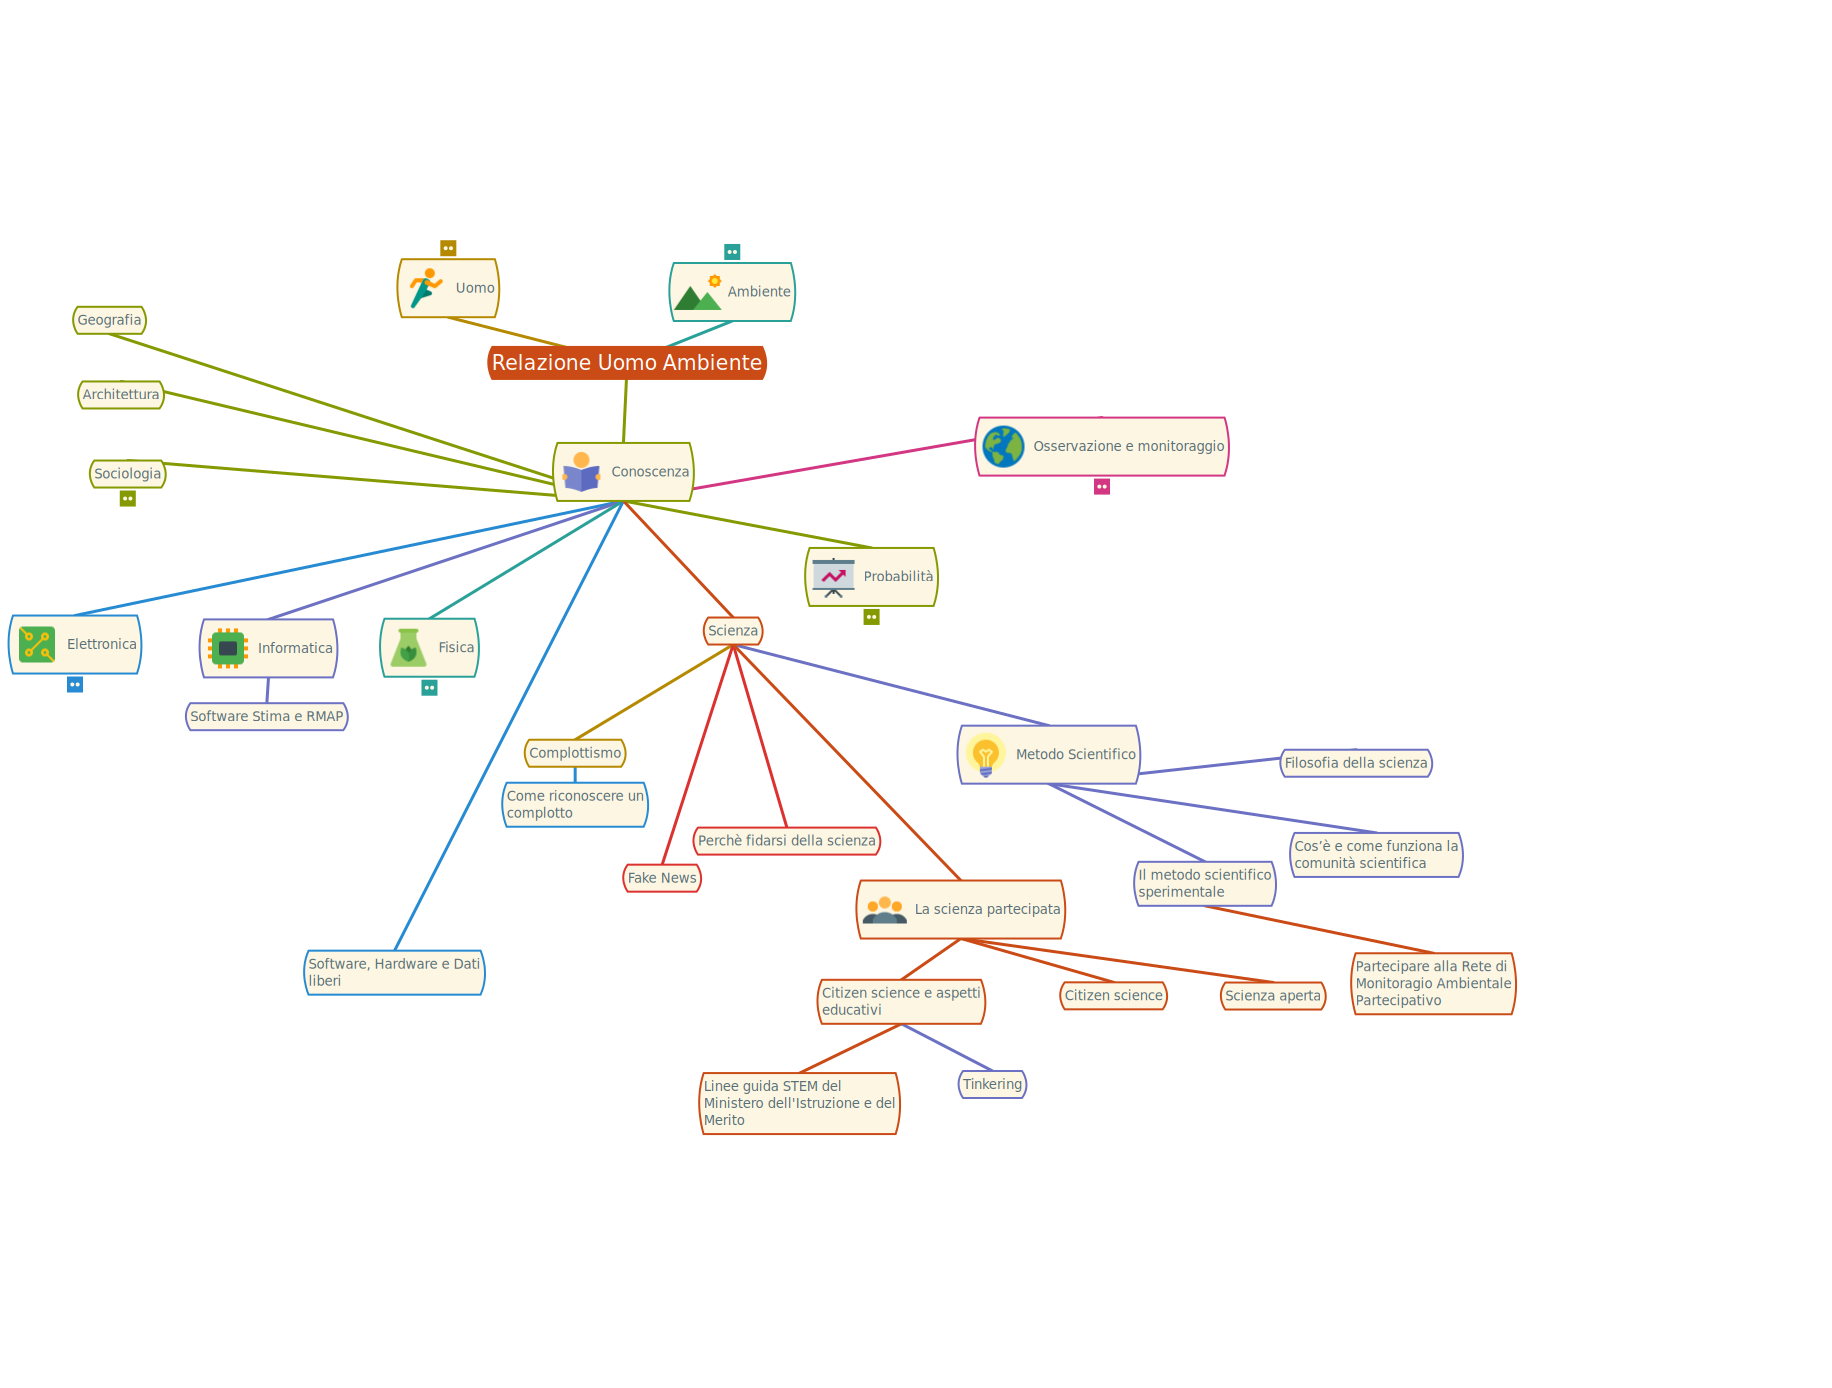 Uomo
Ambiente
Geografia
Relazione Uomo Ambiente
Architettura
Osservazione e monitoraggio
Sociologia
Conoscenza
Probabilità
Scienza
Elettronica
Informatica
Fisica
Software Stima e RMAP
Complottismo
Metodo Scientifico
Filosofia della scienza
Come riconoscere un
complotto
Perchè fidarsi della scienza
Cos’è e come funziona la
comunità scientifica
Fake News
Il metodo scientifico
sperimentale
La scienza partecipata
Software, Hardware e Dati
liberi
Partecipare alla Rete di
Monitoragio Ambientale
Partecipativo
Citizen science e aspetti
educativi
Citizen science
Scienza aperta
Linee guida STEM del
Ministero dell'Istruzione e del
Merito
Tinkering